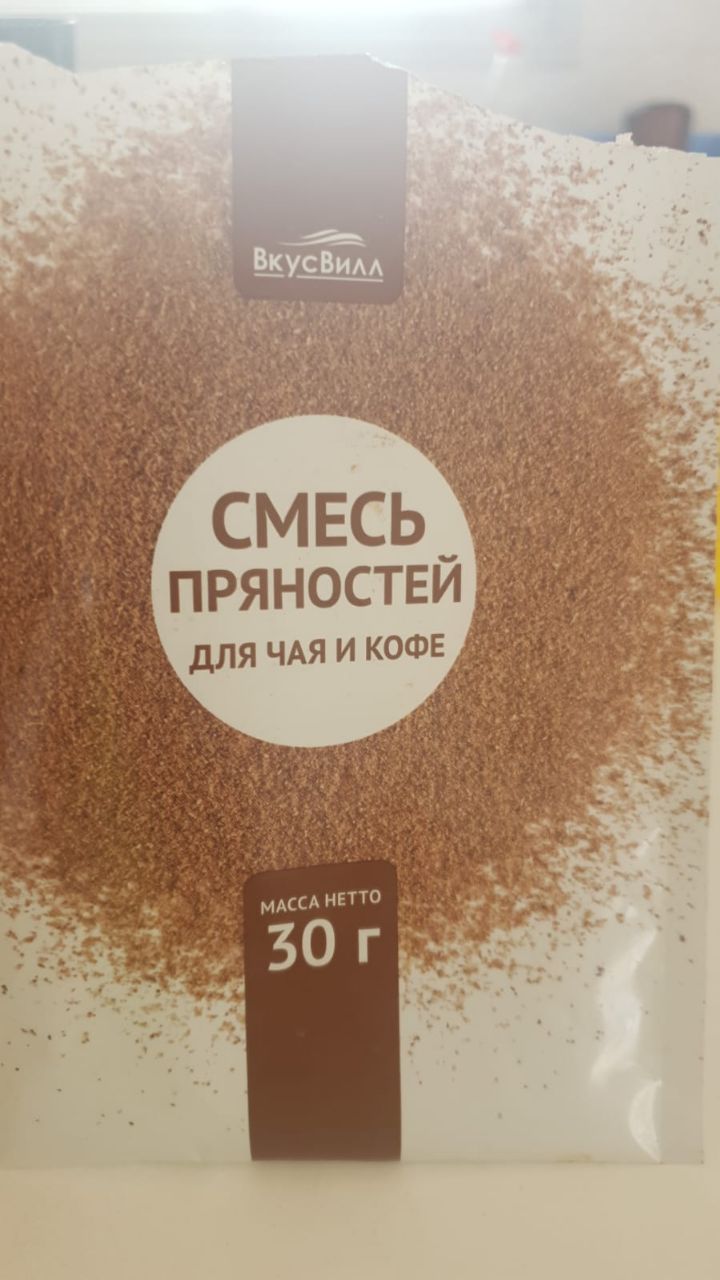 ВкусВилл
СМЕСЬ
ПРЯНОСТЕЙ
ДЛЯ ЧАЯ И КОФЕ
МАССА НЕТТО
30 г